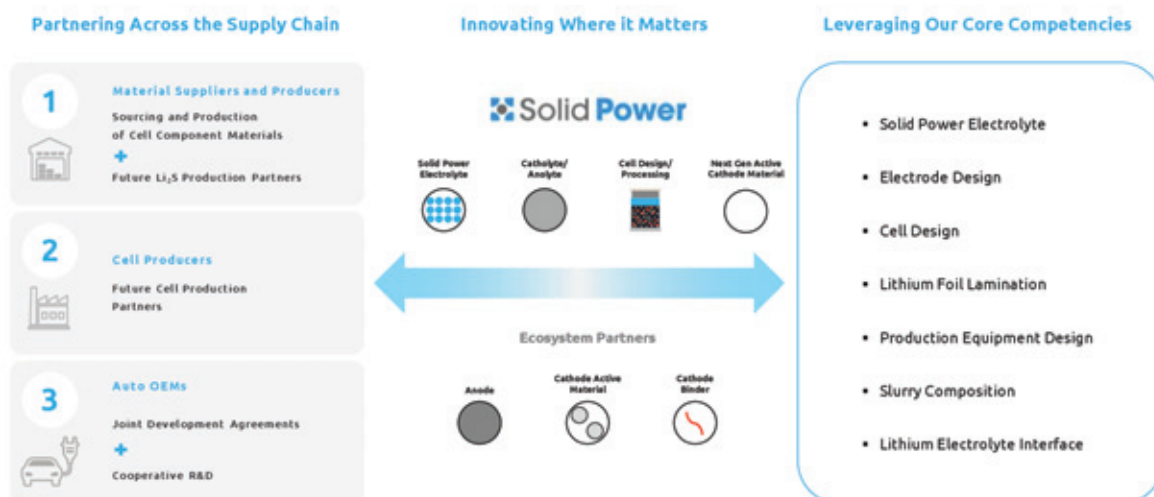 Partnering Across the Supply Chain
1
Material Suppliers and Producers
Sourcing and Production
of Cell Component Materials
+
Future Li₂S Production Partners
2
Cell Producers
Future Cell Production
Partners
3
Auto OEMs
Joint Development Agreements
+
Cooperative R&D
Innovating Where it Matters
Solid Power
Solid Power
Electrolyte
Catholyte/
Anolyte
Cell Design/
Processing
Next Gen Active
Cathode Material
Ecosystem Partners
Anode
Cathode Active
Material
Cathode
Binder
Leveraging Our Core Competencies
▪ Solid Power Electrolyte
▪ Electrode Design
▪ Cell Design
▪ Lithium Foil Lamination
▪ Production Equipment Design
▪ Slurry Composition
▪ Lithium Electrolyte Interface